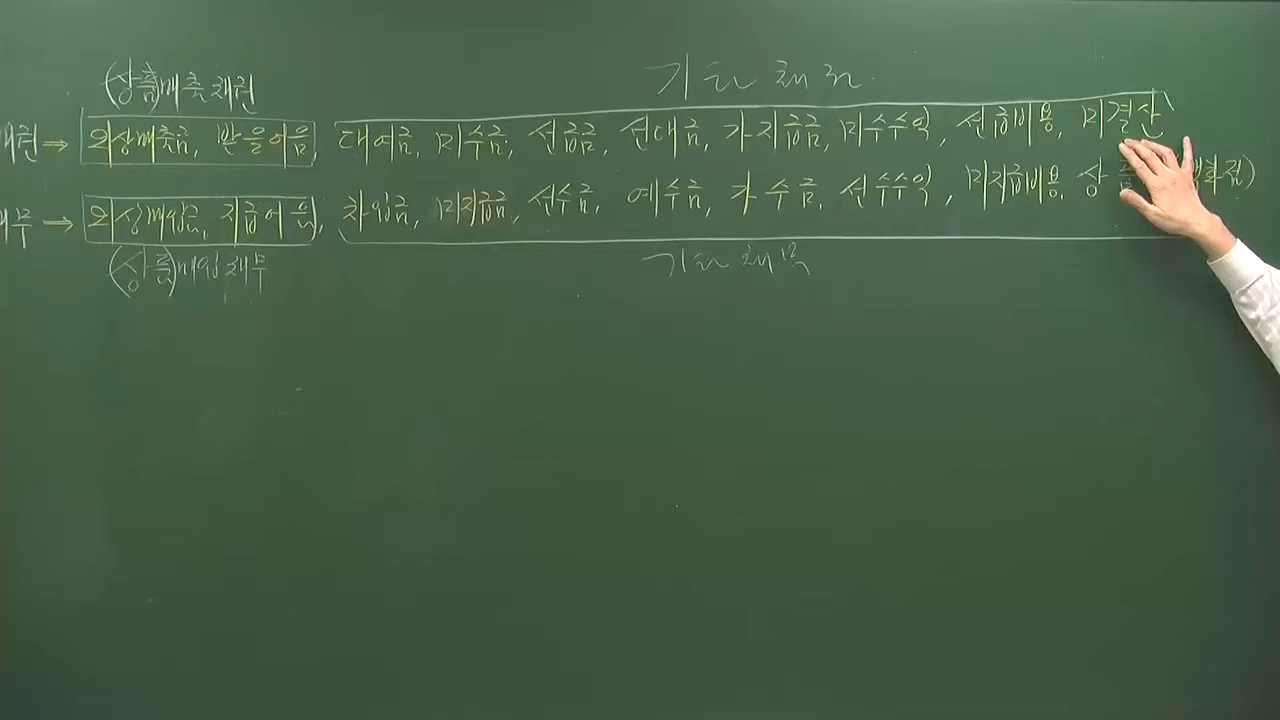 (상품)매출채권
기타채권
채권 ⇒ 외상매출금, 받을어음, 대여금, 미수금, 선급금, 선대금, 가지급금, 미수수익, 선급비용, 미결산
채무 ⇒ 외상매입금, 지급어음, 차입금, 미지급금, 선수금, 예수금, 가수금, 선수수익, 미지급비용, 상품
(상품)매입채무
기타채무